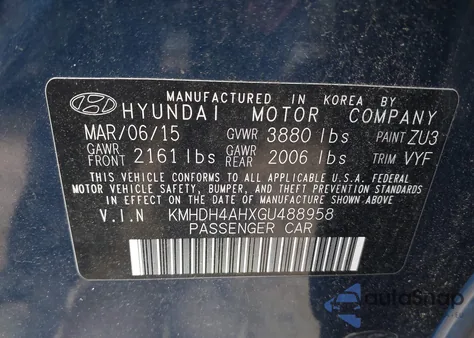 MANUFACTURED IN KOREA BY
HYUNDAI MOTOR COMPANY
MAR/06/15 GVWR 3880 lbs PAINT ZU3
GAWR FRONT 2161 lbs GAWR REAR 2006 lbs TRIM VYF
THIS VEHICLE CONFORMS TO ALL APPLICABLE U.S.A. FEDERAL
MOTOR VEHICLE SAFETY, BUMPER, AND THEFT PREVENTION STANDARDS
IN EFFECT ON THE DATE OF MANUFACTURE SHOWN ABOVE.
V.I.N KMHDH4AHXGU488958
PASSENGER CAR
autoSnap